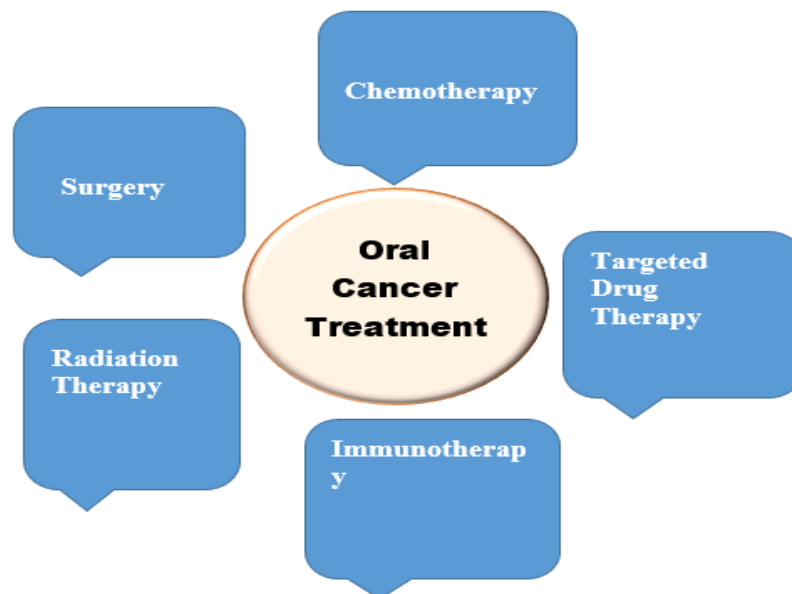 Chemotherapy
Surgery
Oral
Cancer
Treatment
Targeted
Drug
Therapy
Radiation
Therapy
Immunotherap
y